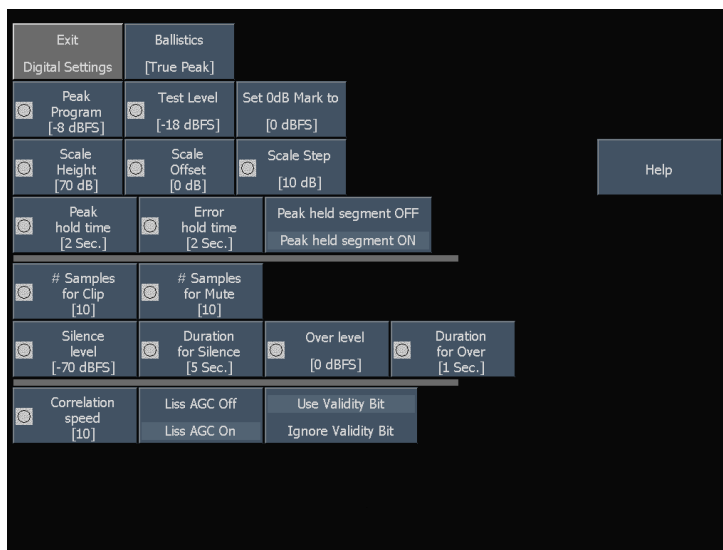 Exit
Digital Settings
Ballistics
[True Peak]
Peak
Program
[-8 dBFS]
Test Level
[-18 dBFS]
Set 0dB Mark to
[0 dBFS]
Scale
Height
[70 dB]
Scale
Offset
[0 dB]
Scale Step
[10 dB]
Help
Peak
hold time
[2 Sec.]
Error
hold time
[2 Sec.]
Peak held segment OFF
Peak held segment ON
# Samples
for Clip
[10]
# Samples
for Mute
[10]
Silence
level
[-70 dBFS]
Duration
for Silence
[5 Sec.]
Over level
[0 dBFS]
Duration
for Over
[1 Sec.]
Correlation
speed
[10]
Liss AGC Off
Liss AGC On
Use Validity Bit
Ignore Validity Bit